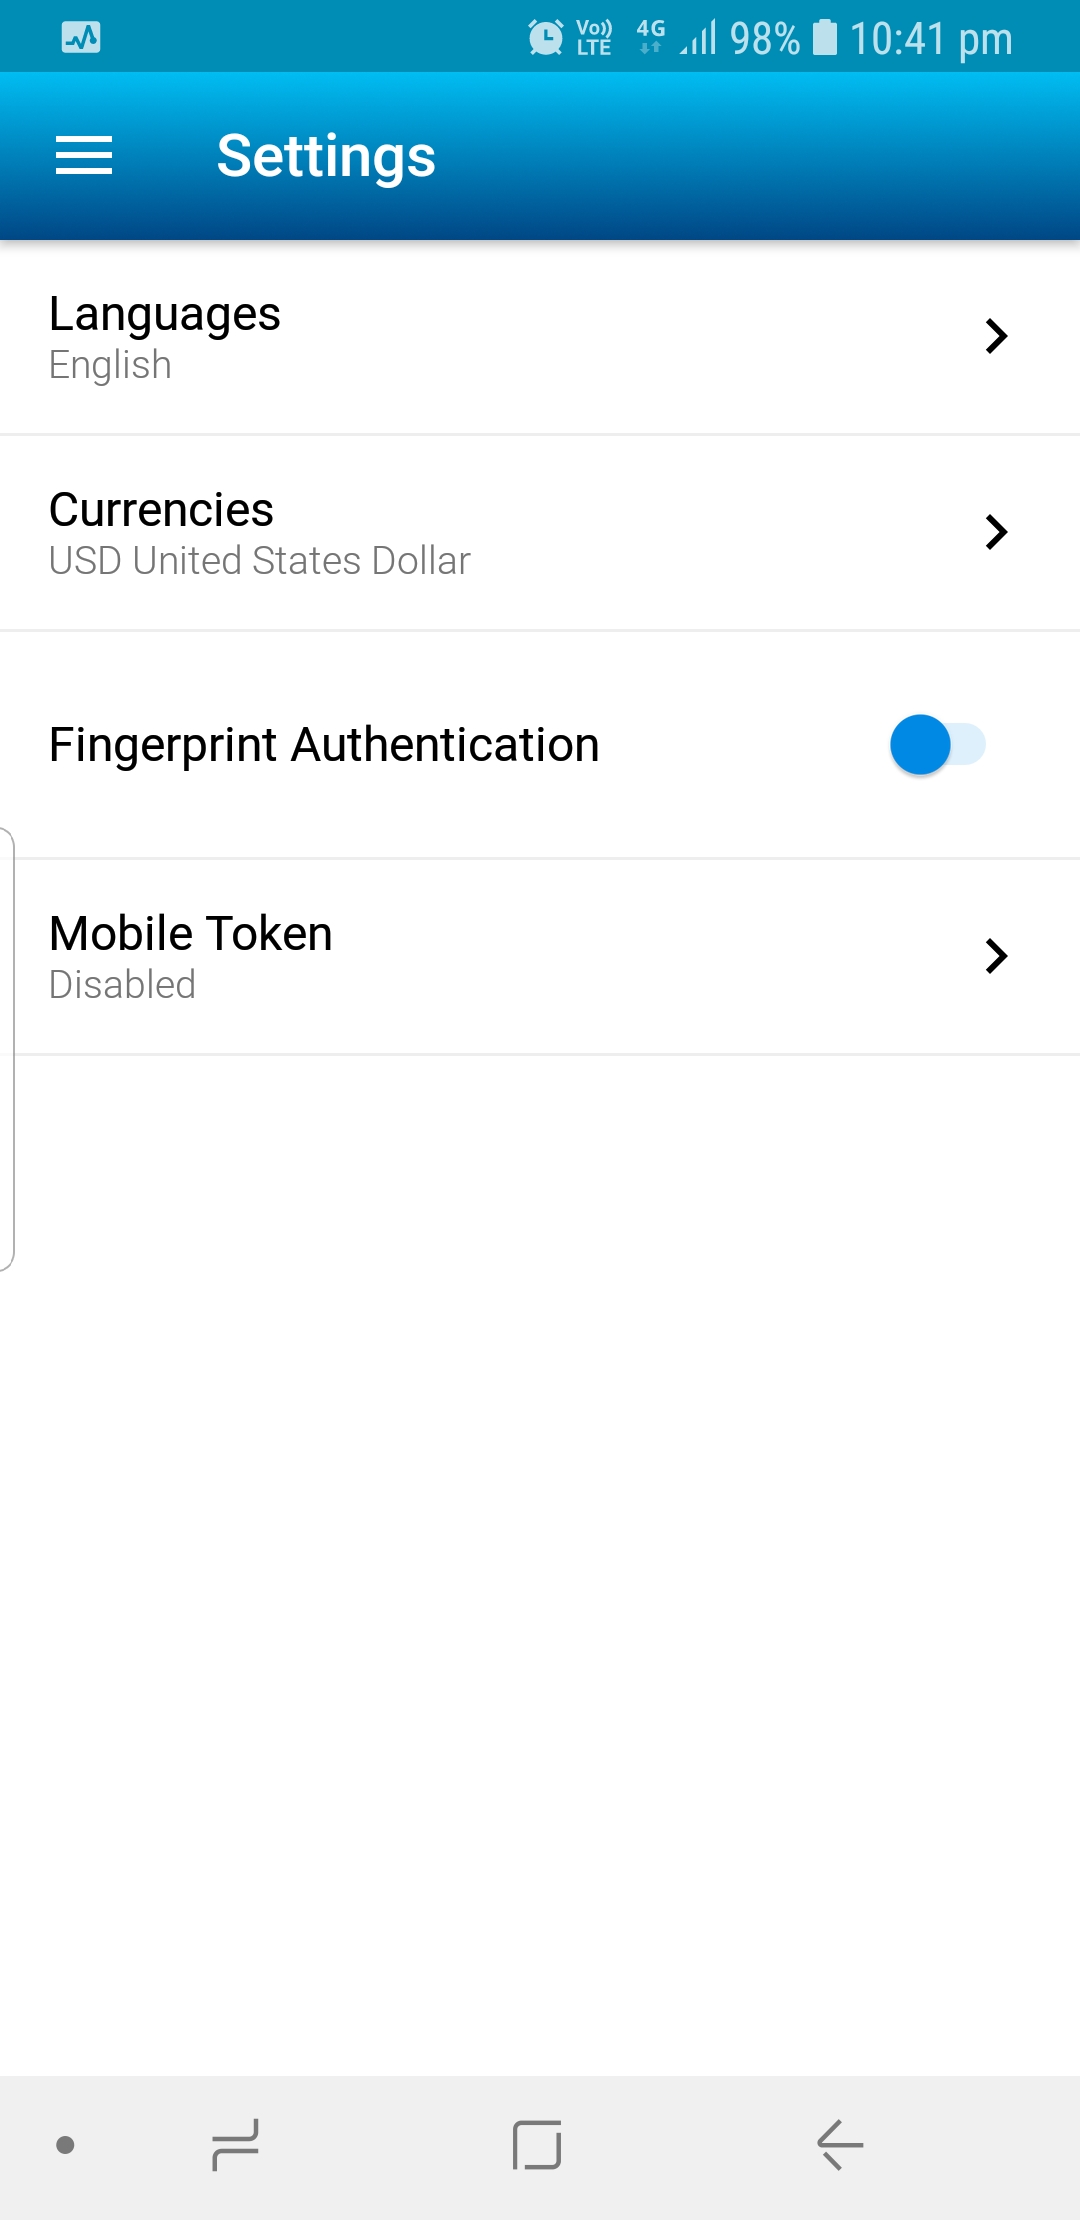 Vo)) LTE 4G 98% 10:41 pm
Settings
Languages
English
Currencies
USD United States Dollar
Fingerprint Authentication
Mobile Token
Disabled